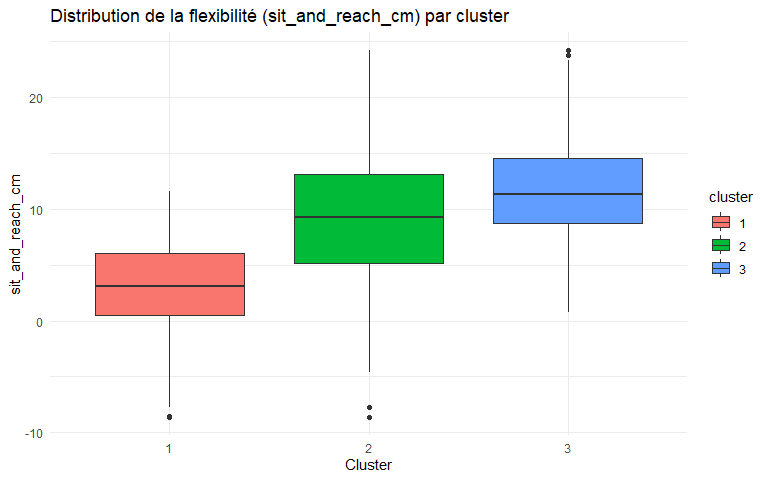 Distribution de la flexibilité (sit_and_reach_cm) par cluster
sit_and_reach_cm
20
10
0
-10
1
2
3
Cluster
cluster
1
2
3